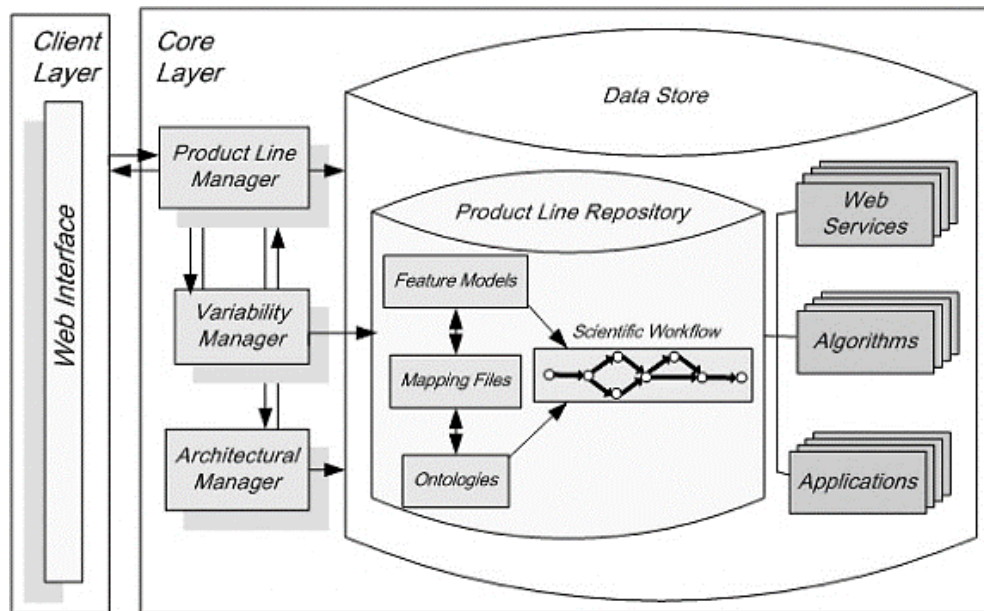 Client
Layer
Core
Layer
Data Store
Web Interface
Product Line
Manager
Product Line Repository
Web
Services
Feature Models
Variability
Manager
Scientific Workflow
Algorithms
Mapping Files
Architectural
Manager
Ontologies
Applications